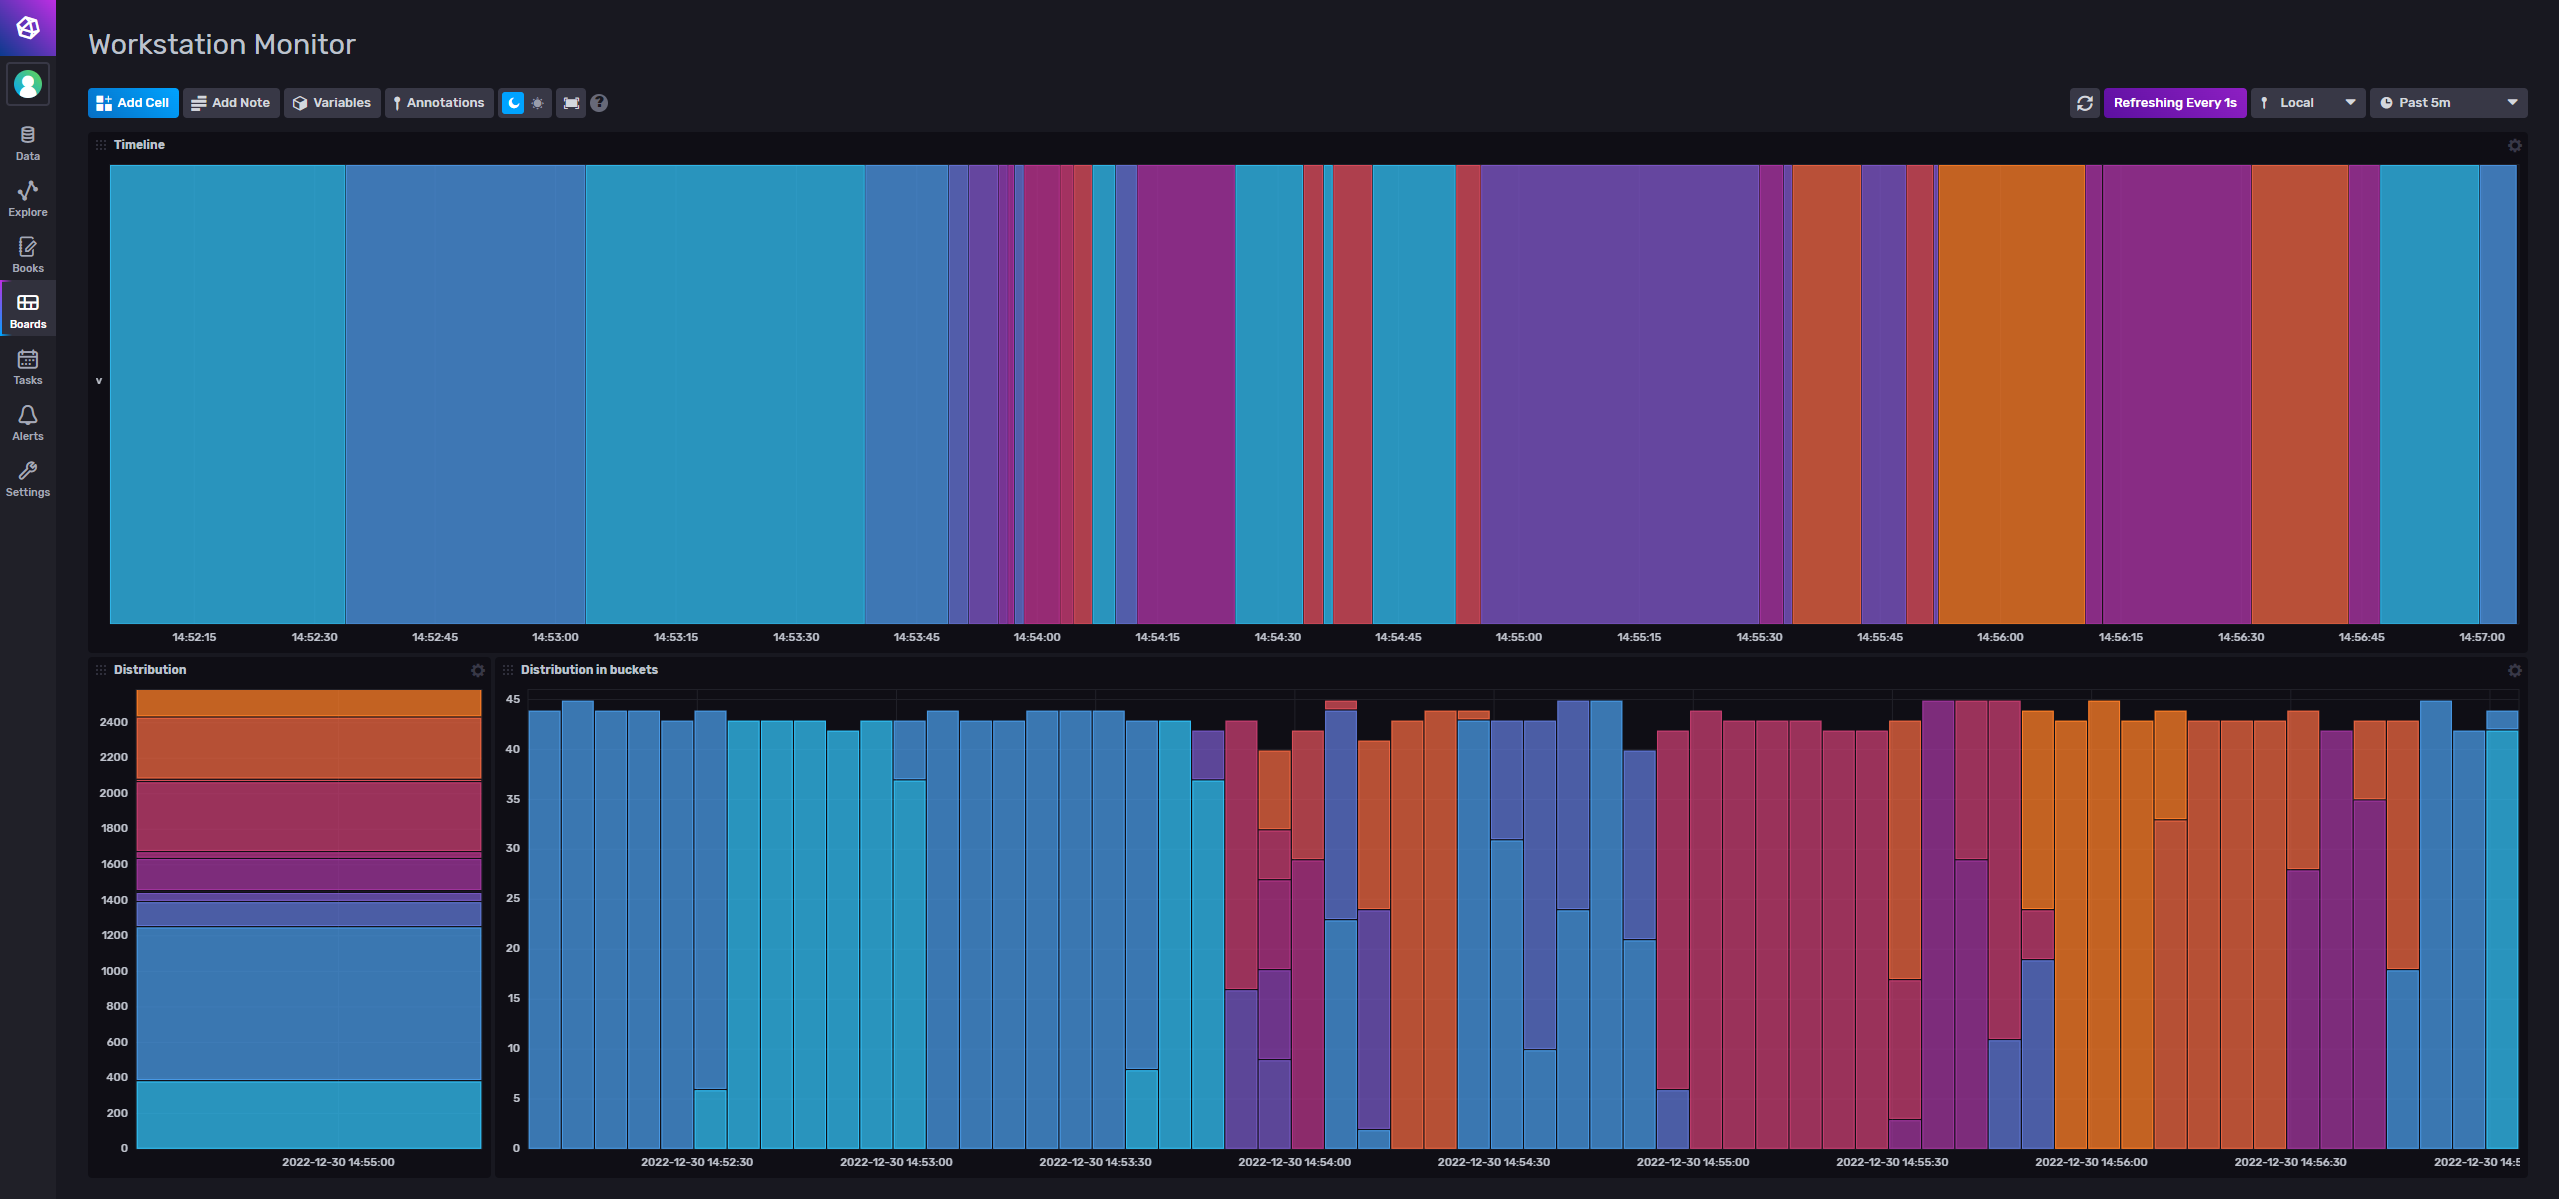 Workstation Monitor
Add Cell Add Note Variables Annotations ? Refreshing Every 1s Local Past 5m
Data
Explore
Books
Boards
Tasks
Alerts
Settings
Timeline
v
14:52:15 14:52:30 14:52:45 14:53:00 14:53:15 14:53:30 14:53:45 14:54:00 14:54:15 14:54:30 14:54:45 14:55:00 14:55:15 14:55:30 14:55:45 14:56:00 14:56:15 14:56:30 14:56:45 14:57:00
Distribution
2400
2200
2000
1800
1600
1400
1200
1000
800
600
400
200
0
2022-12-30 14:55:00
Distribution in buckets
45
40
35
30
25
20
15
10
5
0
2022-12-30 14:52:30 2022-12-30 14:53:00 2022-12-30 14:53:30 2022-12-30 14:54:00 2022-12-30 14:54:30 2022-12-30 14:55:00 2022-12-30 14:55:30 2022-12-30 14:56:00 2022-12-30 14:56:30 2022-12-30 14:5